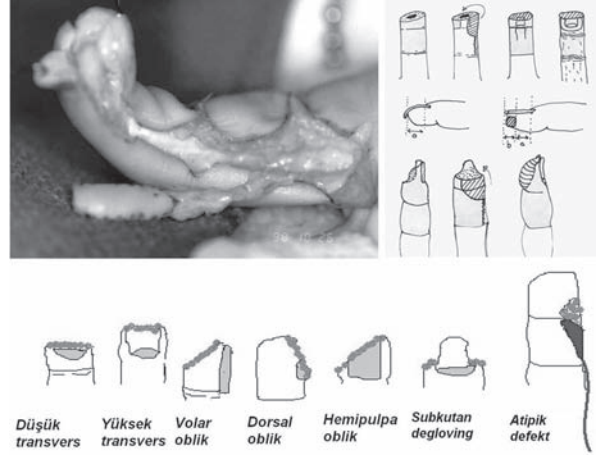 Düşük
transvers
Yüksek
transvers
Volar
oblik
Dorsal
oblik
Hemipulpa
oblik
Subkutan
degloving
Atipik
defekt